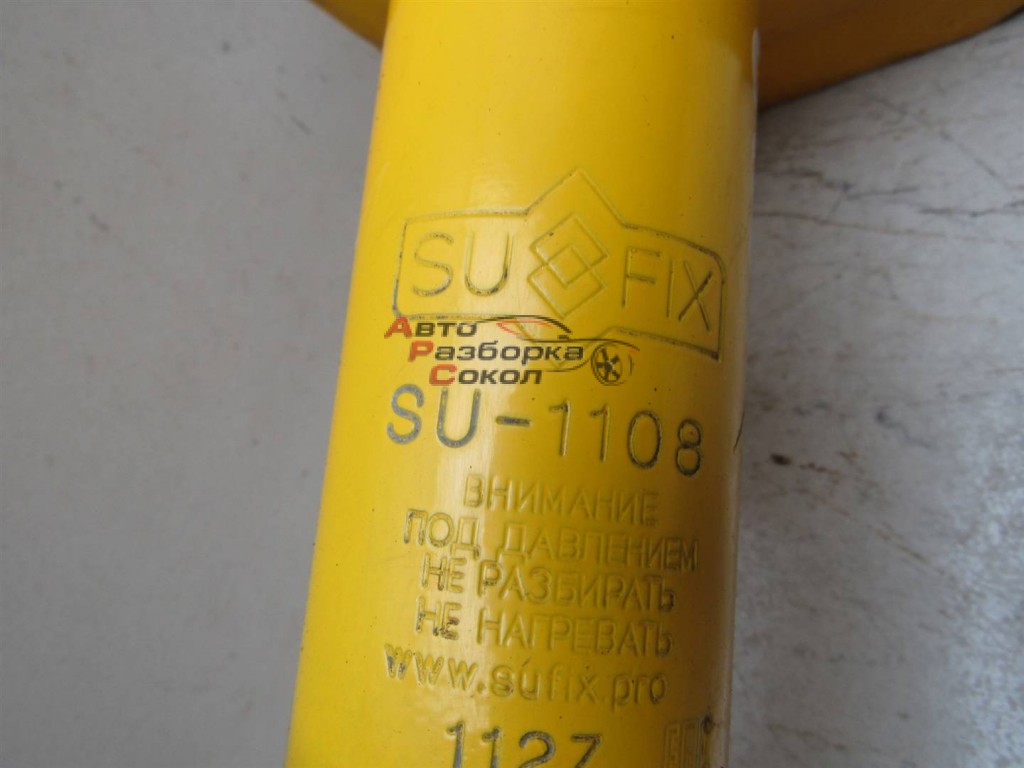 SU FIX
Авто
Разборка
Сокол
SU-1108
ВНИМАНИЕ
ПОД ДАВЛЕНИЕМ
НЕ РАЗБИРАТЬ
НЕ НАГРЕВАТЬ
www.sufix.pro
1127